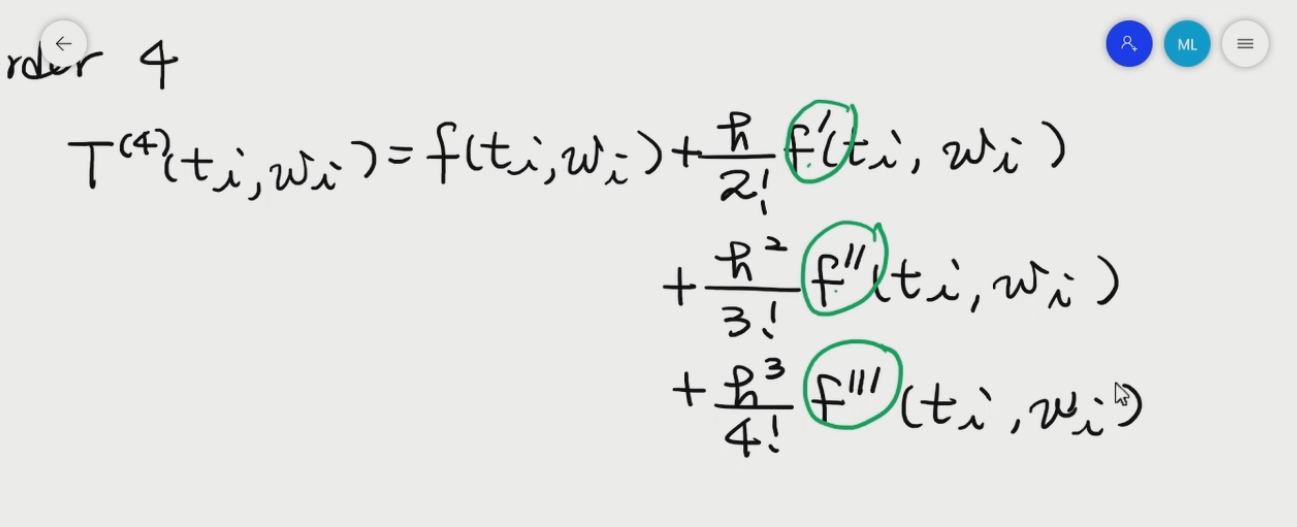 rder 4
ML
T^{(4)}(t_i, w_i) = f(t_i, w_i) + \frac{h}{2!} f'(t_i, w_i)
+ \frac{h^2}{3!} f''(t_i, w_i)
+ \frac{h^3}{4!} f'''(t_i, w_i)